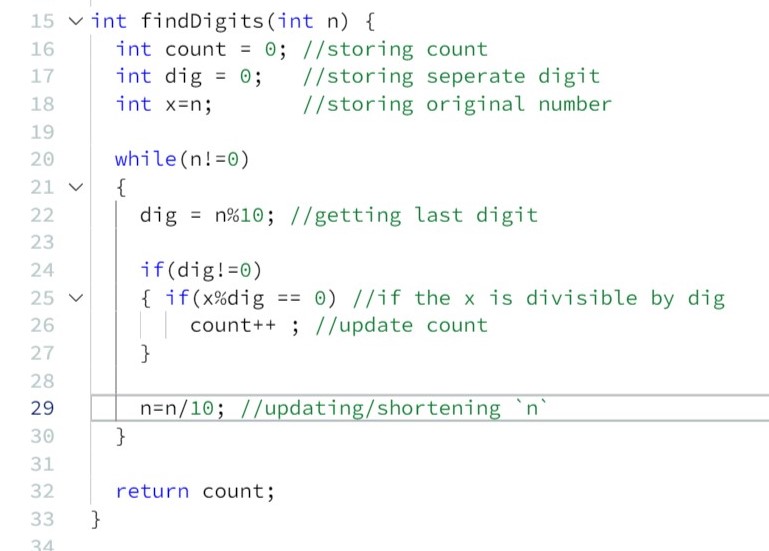 15 int findDigits(int n) {
16 int count = 0; //storing count
17 int dig = 0; //storing seperate digit
18 int x=n; //storing original number
19
20 while(n!=0)
21 {
22 dig = n%10; //getting last digit
23
24 if(dig!=0)
25 { if(x%dig == 0) //if the x is divisible by dig
26 count++ ; //update count
27 }
28
29 n=n/10; //updating/shortening `n`
30 }
31
32 return count;
33 }
34